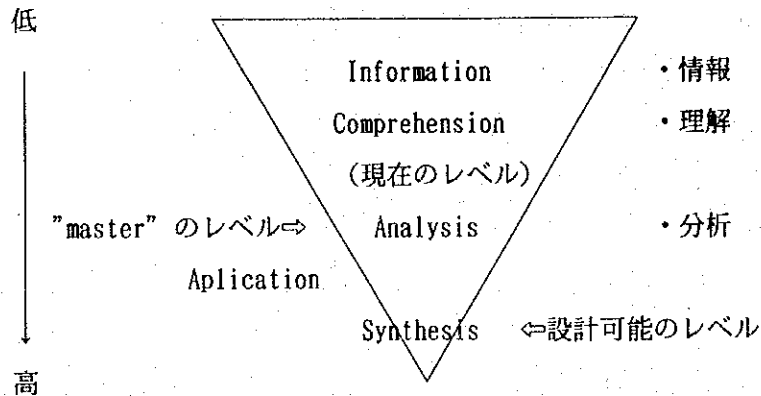 低
Information ・情報
Comprehension ・理解
(現在のレベル)
"master" のレベル⇨ Analysis ・分析
Aplication
Synthesis ⇦設計可能のレベル
高